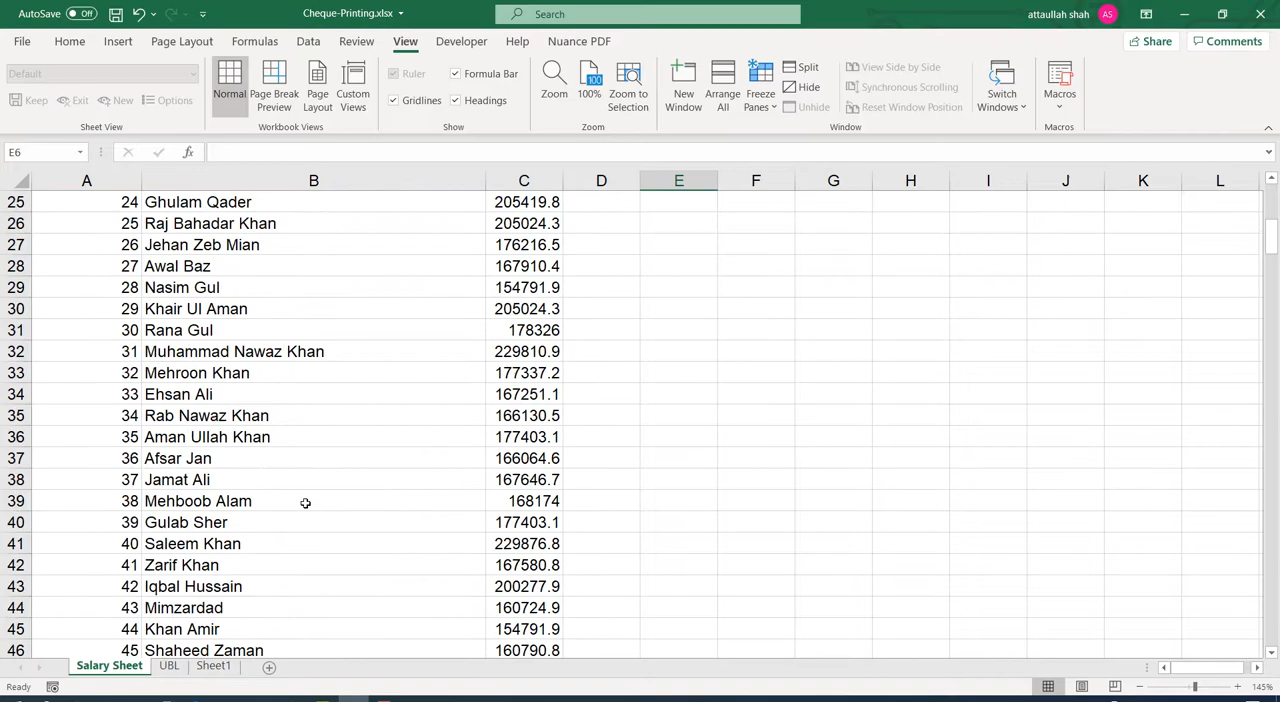 AutoSave Off Cheque-Printing.xlsx Search attaullah shah AS
File Home Insert Page Layout Formulas Data Review View Developer Help Nuance PDF Share Comments
Default
Keep Exit New Options
Sheet View
Normal Page Break Preview Page Layout Custom Views
Workbook Views
Ruler Formula Bar
Gridlines Headings
Show
Zoom 100 100% Zoom to Selection
Zoom
New Window Arrange All Freeze Panes
Split View Side by Side
Hide Synchronous Scrolling
Unhide Reset Window Position
Switch Windows
Window
Macros
Macros
E6 fx
A B C D E F G H I J K L
25 24 Ghulam Qader 205419.8
26 25 Raj Bahadar Khan 205024.3
27 26 Jehan Zeb Mian 176216.5
28 27 Awal Baz 167910.4
29 28 Nasim Gul 154791.9
30 29 Khair Ul Aman 205024.3
31 30 Rana Gul 178326
32 31 Muhammad Nawaz Khan 229810.9
33 32 Mehroon Khan 177337.2
34 33 Ehsan Ali 167251.1
35 34 Rab Nawaz Khan 166130.5
36 35 Aman Ullah Khan 177403.1
37 36 Afsar Jan 166064.6
38 37 Jamat Ali 167646.7
39 38 Mehboob Alam 168174
40 39 Gulab Sher 177403.1
41 40 Saleem Khan 229876.8
42 41 Zarif Khan 167580.8
43 42 Iqbal Hussain 200277.9
44 43 Mimzardad 160724.9
45 44 Khan Amir 154791.9
46 45 Shaheed Zaman 160790.8
Salary Sheet UBL Sheet1
Ready 145%